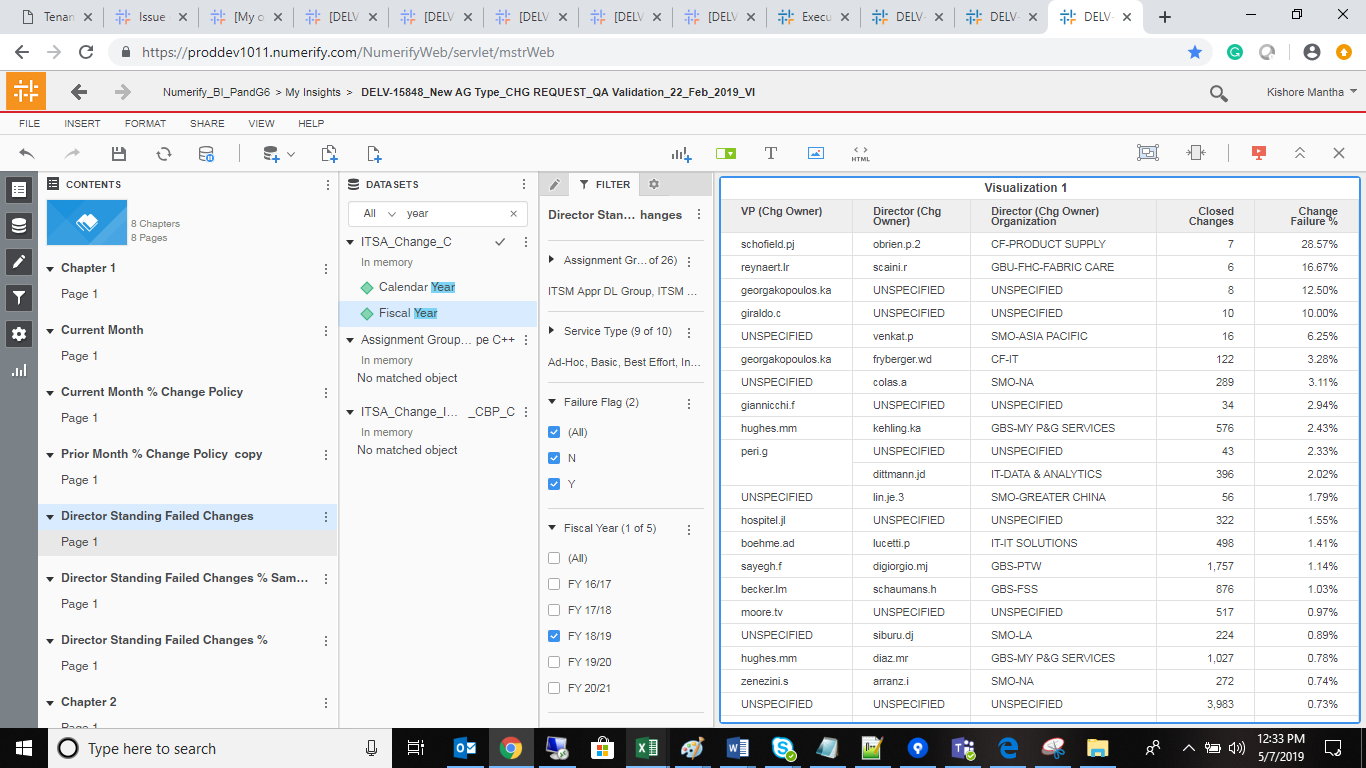 Tenan
Issue
[My o
[DELV
[DELV
[DELV
[DELV
[DELV
Execu
DELV-
DELV-
DELV-
https://proddev1011.numerify.com/NumerifyWeb/servlet/mstrWeb
Numerify_BI_PandG6 > My Insights > DELV-15848_New AG Type_CHG REQUEST_QA Validation_22_Feb_2019_VI
Kishore Mantha
FILE INSERT FORMAT SHARE VIEW HELP
HTML
CONTENTS
8 Chapters
8 Pages
Chapter 1
Page 1
Current Month
Page 1
Current Month % Change Policy
Page 1
Prior Month % Change Policy copy
Page 1
Director Standing Failed Changes
Page 1
Director Standing Failed Changes % Sam...
Page 1
Director Standing Failed Changes %
Page 1
Chapter 2
Page 1
DATASETS
All year
ITSA_Change_C
In memory
Calendar Year
Fiscal Year
Assignment Group... pe C++
In memory
No matched object
ITSA_Change_I... _CBP_C
In memory
No matched object
FILTER
Director Stan... hanges
Assignment Gr...of 26)
ITSM Appr DL Group, ITSM ...
Service Type (9 of 10)
Ad-Hoc, Basic, Best Effort, In...
Failure Flag (2)
(All)
N
Y
Fiscal Year (1 of 5)
(All)
FY 16/17
FY 17/18
FY 18/19
FY 19/20
FY 20/21
Visualization 1
VP (Chg Owner) Director (Chg Owner) Director (Chg Owner) Organization Closed Changes Change Failure %
schofield.pj obrien.p.2 CF-PRODUCT SUPPLY 7 28.57%
reynaert.lr scaini.r GBU-FHC-FABRIC CARE 6 16.67%
georgakopoulos.ka UNSPECIFIED UNSPECIFIED 8 12.50%
giraldo.c UNSPECIFIED UNSPECIFIED 10 10.00%
UNSPECIFIED venkat.p SMO-ASIA PACIFIC 16 6.25%
georgakopoulos.ka fryberger.wd CF-IT 122 3.28%
UNSPECIFIED colas.a SMO-NA 289 3.11%
giannicchi.f UNSPECIFIED UNSPECIFIED 34 2.94%
hughes.mm kehling.ka GBS-MY P&G SERVICES 576 2.43%
peri.g UNSPECIFIED UNSPECIFIED 43 2.33%
dittmann.jd IT-DATA & ANALYTICS 396 2.02%
UNSPECIFIED lin.je.3 SMO-GREATER CHINA 56 1.79%
hospitel.jl UNSPECIFIED UNSPECIFIED 322 1.55%
boehme.ad lucetti.p IT-IT SOLUTIONS 498 1.41%
sayegh.f digiorgio.mj GBS-PTW 1,757 1.14%
becker.lm schaumans.h GBS-FSS 876 1.03%
moore.tv UNSPECIFIED UNSPECIFIED 517 0.97%
UNSPECIFIED siburu.dj SMO-LA 224 0.89%
hughes.mm diaz.mr GBS-MY P&G SERVICES 1,027 0.78%
zenezini.s arranz.i SMO-NA 272 0.74%
UNSPECIFIED UNSPECIFIED UNSPECIFIED 3,983 0.73%
Type here to search
12:33 PM
5/7/2019